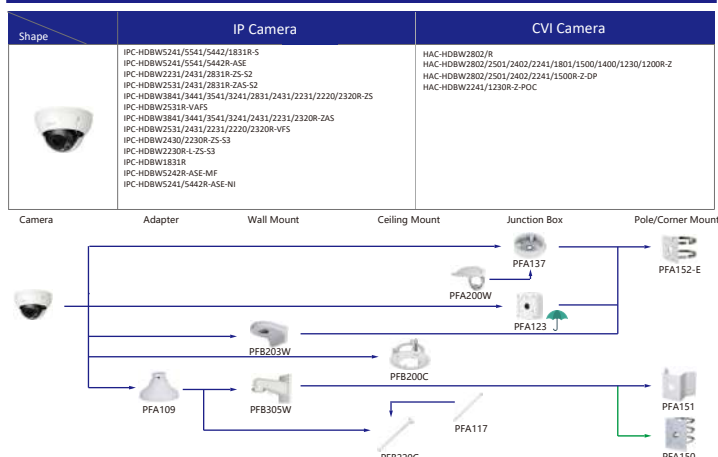 Shape
IP Camera
CVI Camera
IPC-HDBW5241/5541/5442/1831R-S
IPC-HDBW5241/5541/5442R-ASE
IPC-HDBW2231/2431/2831R-ZS-S2
IPC-HDBW2531/2431/2831R-ZAS-S2
IPC-HDBW3841/3441/3541/3241/2831/2431/2231/2220/2320R-ZS
IPC-HDBW2531R-VAFS
IPC-HDBW3841/3441/3541/3241/2431/2231/2320R-ZAS
IPC-HDBW2531/2431/2231/2220/2320R-VFS
IPC-HDBW2430/2230R-ZS-S3
IPC-HDBW2230R-L-ZS-S3
IPC-HDBW1831R
IPC-HDBW5242R-ASE-MF
IPC-HDBW5241/5442R-ASE-NI
HAC-HDBW2802/R
HAC-HDBW2802/2501/2402/2241/1801/1500/1400/1230/1200R-Z
HAC-HDBW2802/2501/2402/2241/1500R-Z-DP
HAC-HDBW2241/1230R-Z-POC
Camera
Adapter
Wall Mount
Ceiling Mount
Junction Box
Pole/Corner Mount
PFA137
PFA152-E
PFA200W
PFA123
PFB203W
PFB200C
PFA109
PFB305W
PFA151
PFA117
PFB220C
PFA150